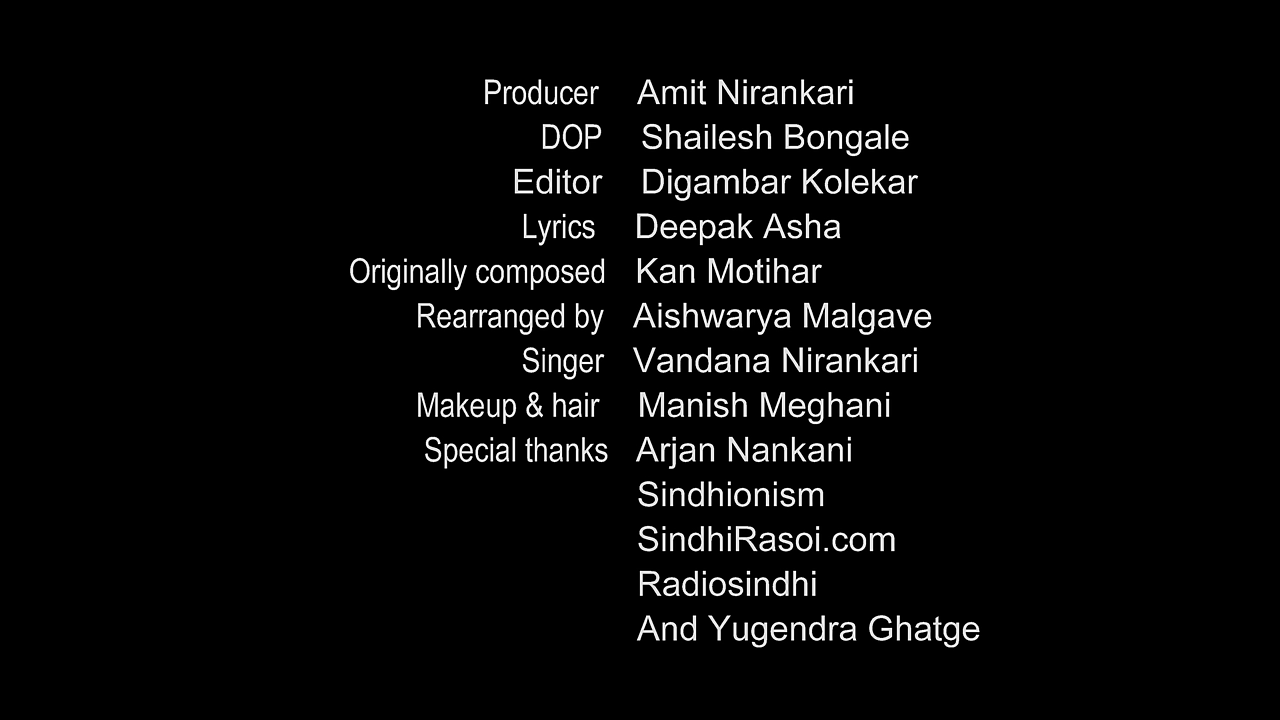 Producer Amit Nirankari
DOP Shailesh Bongale
Editor Digambar Kolekar
Lyrics Deepak Asha
Originally composed Kan Motihar
Rearranged by Aishwarya Malgave
Singer Vandana Nirankari
Makeup & hair Manish Meghani
Special thanks Arjan Nankani
Sindhionism
SindhiRasoi.com
Radiosindhi
And Yugendra Ghatge